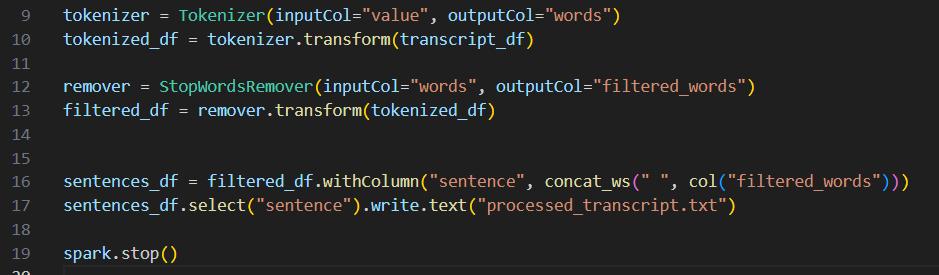 9 tokenizer = Tokenizer(inputCol="value", outputCol="words")
10 tokenized_df = tokenizer.transform(transcript_df)
11
12 remover = StopWordsRemover(inputCol="words", outputCol="filtered_words")
13 filtered_df = remover.transform(tokenized_df)
14
15
16 sentences_df = filtered_df.withColumn("sentence", concat_ws(" ", col("filtered_words")))
17 sentences_df.select("sentence").write.text("processed_transcript.txt")
18
19 spark.stop()
20